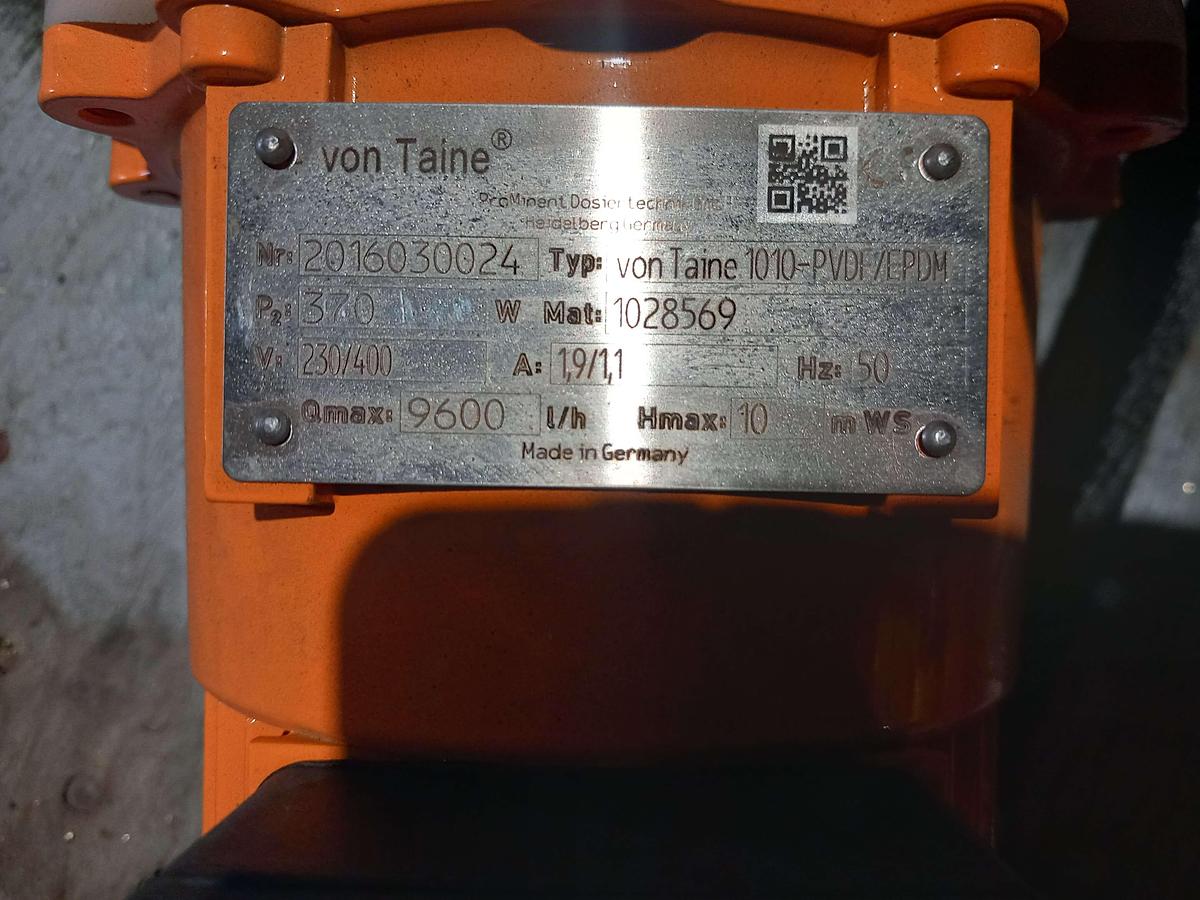 von Taine®
ProMinent Dosiertechnik
Heidelberg Germany
Nr: 2016030024 Typ: von Taine 1010-PVDF/EPDM
P₂: 370 W Mat: 1028569
V: 230/400 A: 1,9/1,1 Hz: 50
Qmax: 9600 l/h Hmax: 10 m WS
Made in Germany